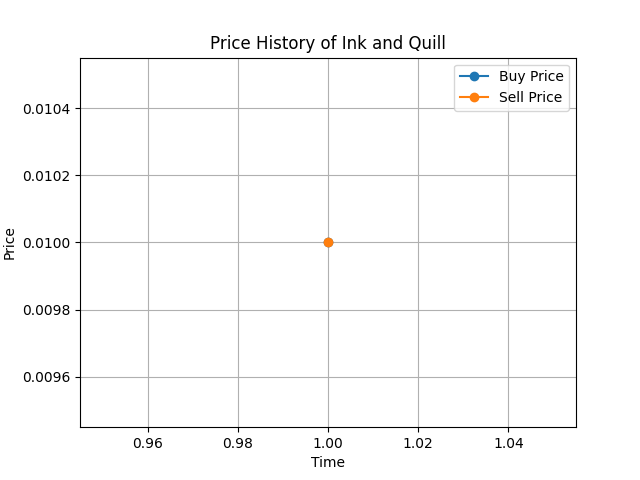 Price History of Ink and Quill
Buy Price
Sell Price
0.0104
0.0102
0.0100
0.0098
0.0096
Price
0.96
0.98
1.00
1.02
1.04
Time